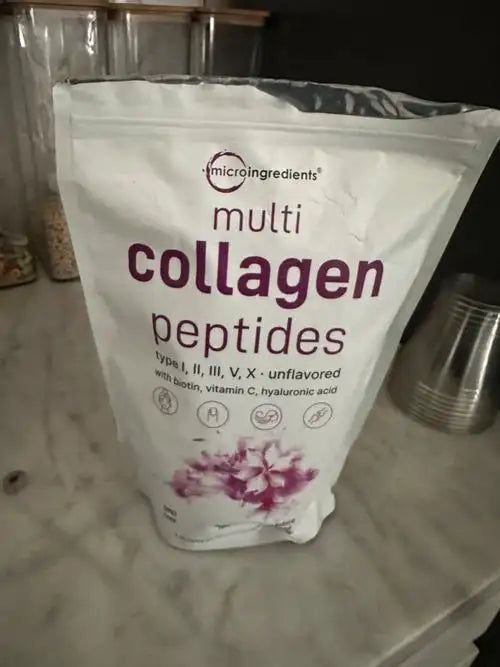 microingredients®
multi
collagen
peptides
type I, II, III, V, X · unflavored
with biotin, vitamin C, hyaluronic acid